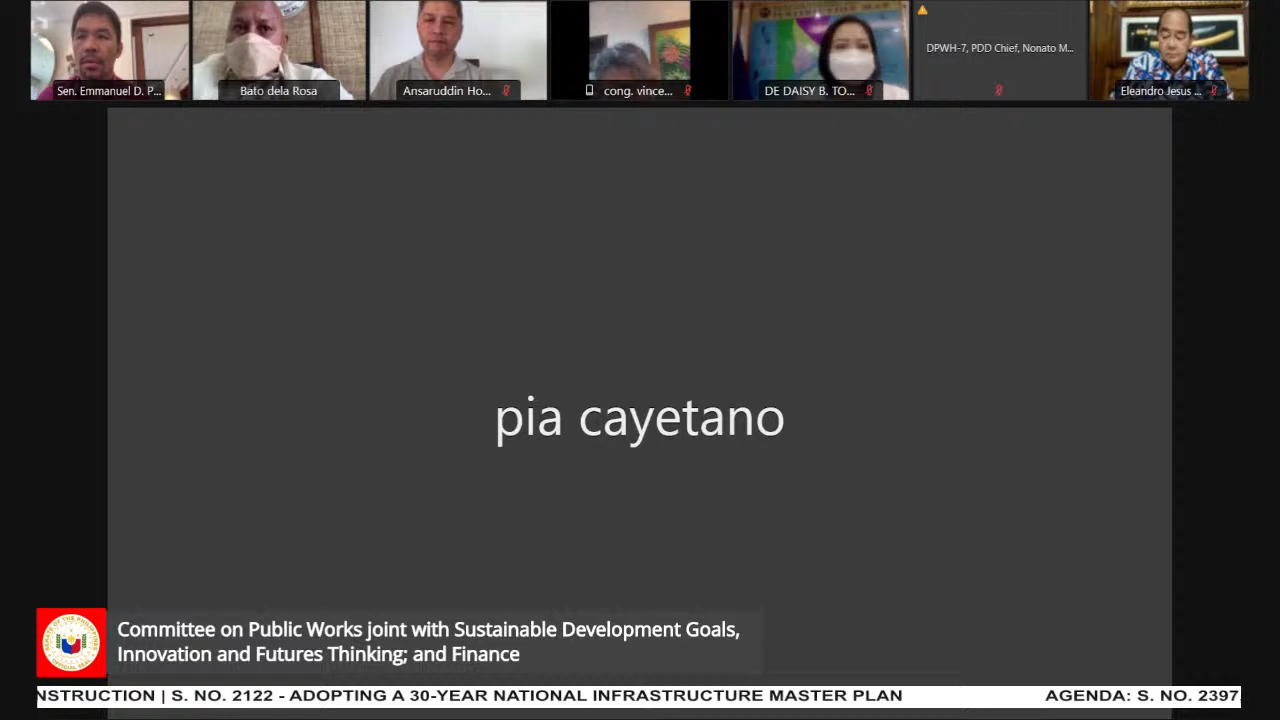 Sen. Emmanuel D. P...
Bato dela Rosa
Ansaruddin Ho...
cong. vince...
DE DAISY B. TO...
DPWH-7, PDD Chief, Nonato M...
Eleandro Jesus ...
pia cayetano
Committee on Public Works joint with Sustainable Development Goals,
Innovation and Futures Thinking; and Finance
NSTRUCTION | S. NO. 2122 - ADOPTING A 30-YEAR NATIONAL INFRASTRUCTURE MASTER PLAN AGENDA: S. NO. 2397